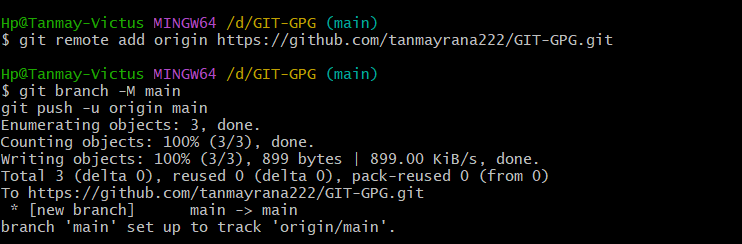 Hp@Tanmay-Victus MINGW64 /d/GIT-GPG (main)
$ git remote add origin https://github.com/tanmayrana222/GIT-GPG.git
Hp@Tanmay-Victus MINGW64 /d/GIT-GPG (main)
$ git branch -M main
git push -u origin main
Enumerating objects: 3, done.
Counting objects: 100% (3/3), done.
Writing objects: 100% (3/3), 899 bytes | 899.00 KiB/s, done.
Total 3 (delta 0), reused 0 (delta 0), pack-reused 0 (from 0)
To https://github.com/tanmayrana222/GIT-GPG.git
 * [new branch]      main -> main
branch 'main' set up to track 'origin/main'.